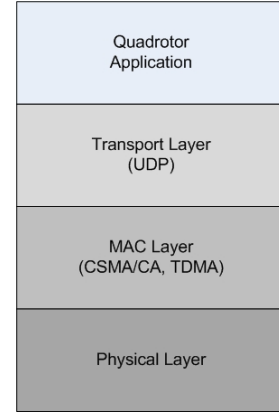 Quadrotor
Application
Transport Layer
(UDP)
MAC Layer
(CSMA/CA, TDMA)
Physical Layer